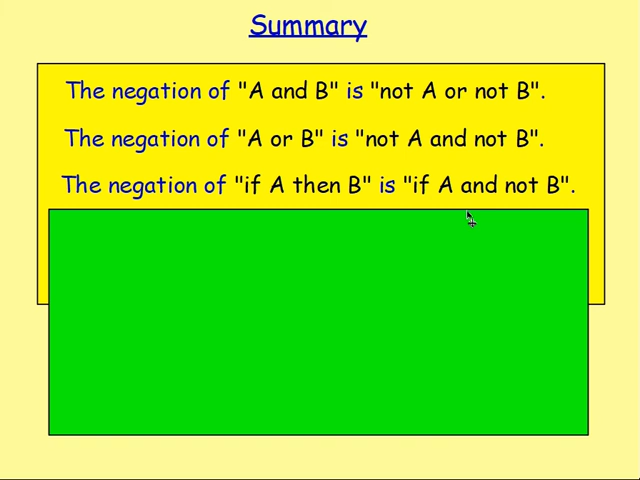 Summary
The negation of "A and B" is "not A or not B".
The negation of "A or B" is "not A and not B".
The negation of "if A then B" is "if A and not B".